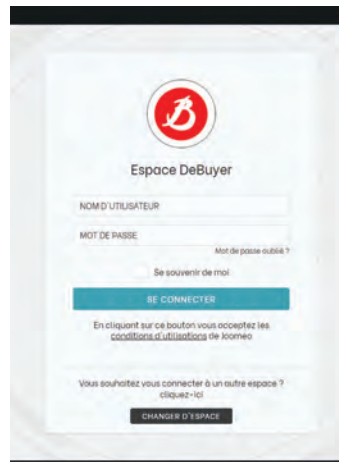 B
Espace DeBuyer
NOM D'UTILISATEUR
MOT DE PASSE
Mot de passe oublié ?
Se souvenir de moi
SE CONNECTER
En cliquant sur ce bouton vous acceptez les
conditions d'utilisations de Joomeo
Vous souhaitez vous connecter à un autre espace ?
cliquez-ici
CHANGER D'ESPACE